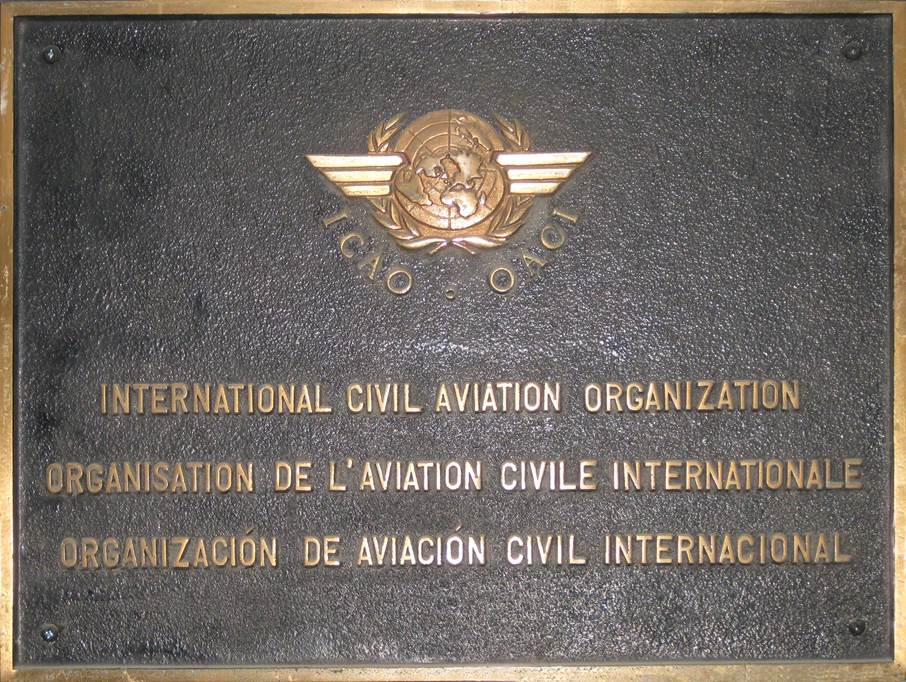 ICAO · OACI
INTERNATIONAL CIVIL AVIATION ORGANIZATION
ORGANISATION DE L'AVIATION CIVILE INTERNATIONALE
ORGANIZACIÓN DE AVIACIÓN CIVIL INTERNACIONAL